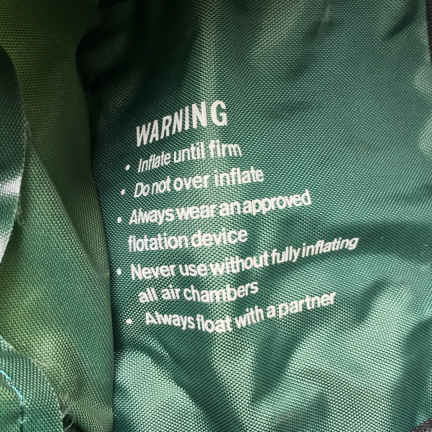 WARNING
• Inflate until firm
• Do not over inflate
• Always wear an approved
flotation device
• Never use without fully inflating
all air chambers
• Always float with a partner